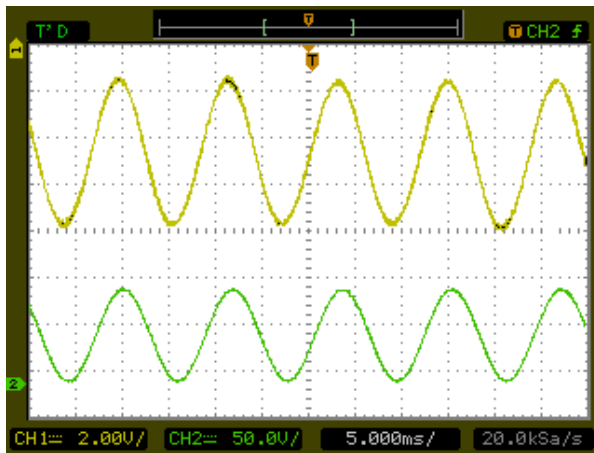 T'D [ T ] T CH2
1
T
2
CH1 2.00V/ CH2 50.0V/ 5.000ms/ 20.0kSa/s